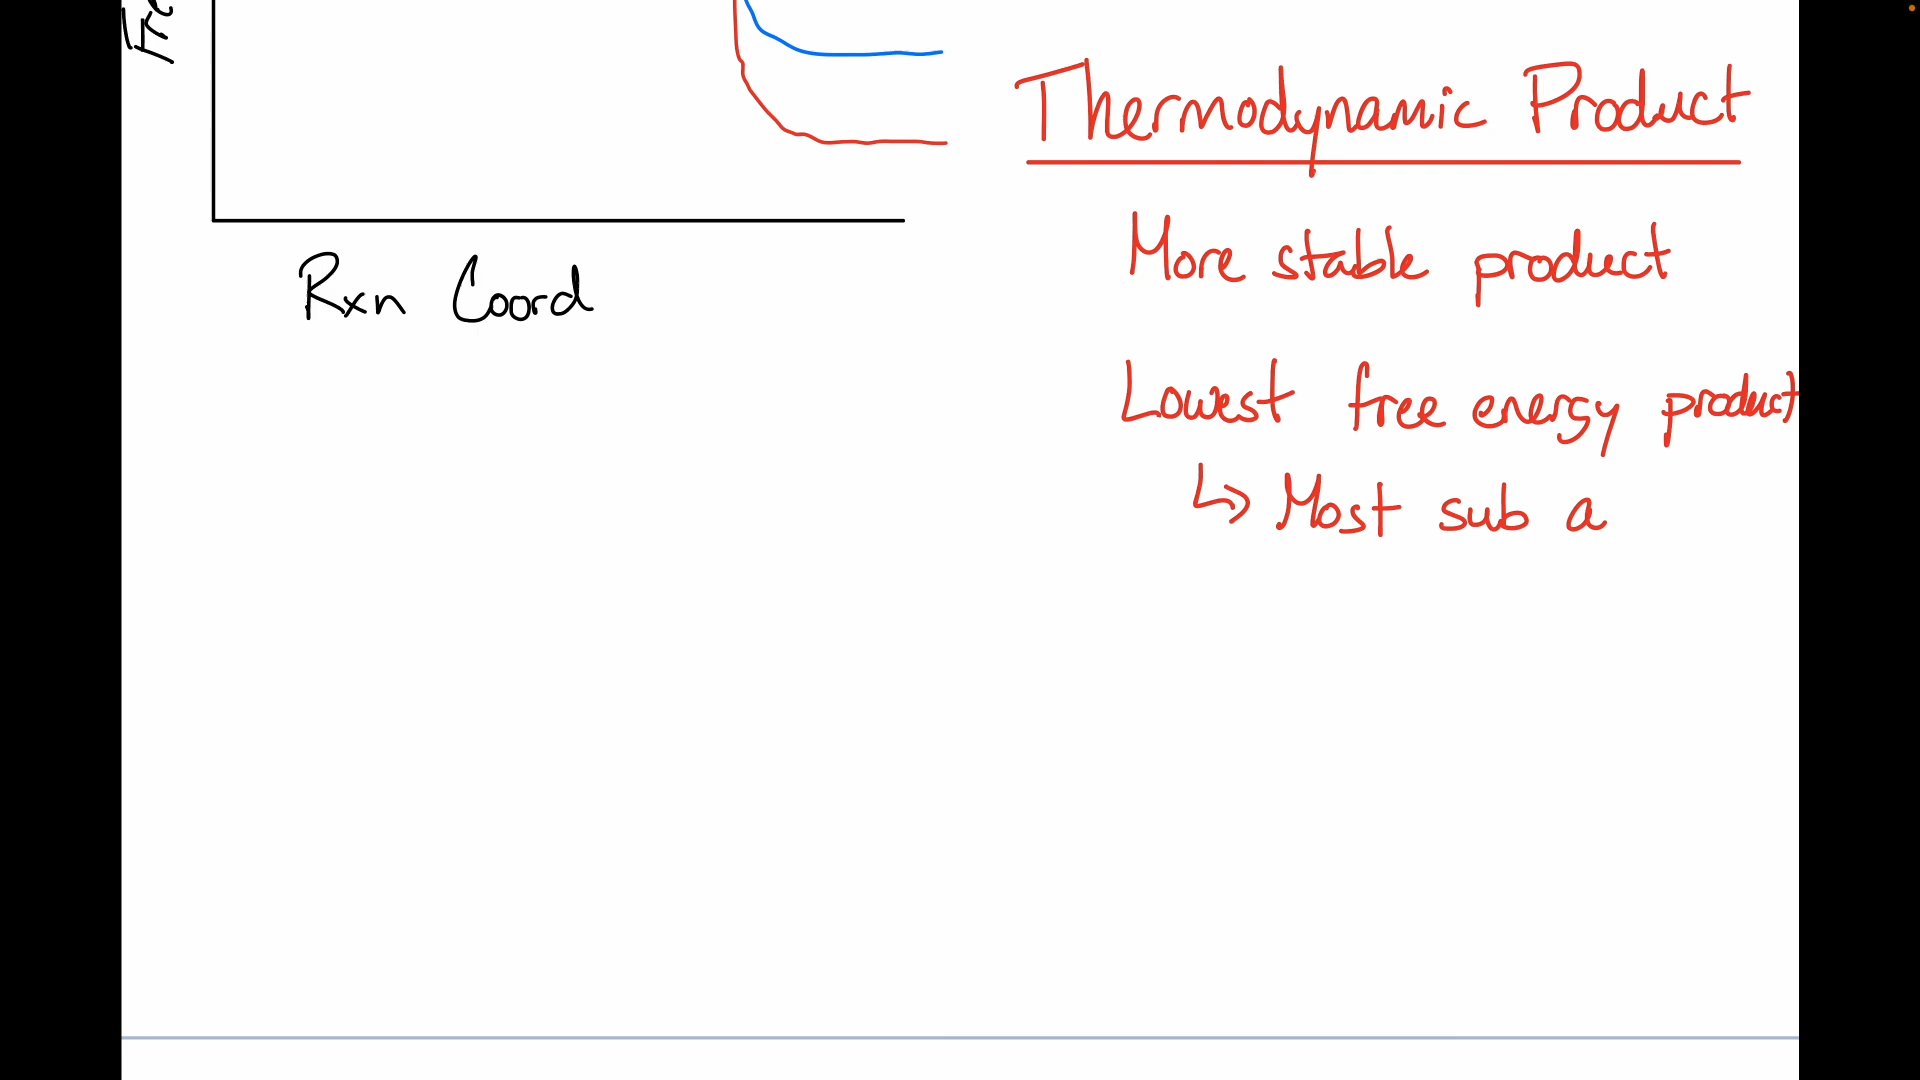 Thermodynamic Product
More stable product
Rxn Coord
Lowest free energy product
↳ Most sub a